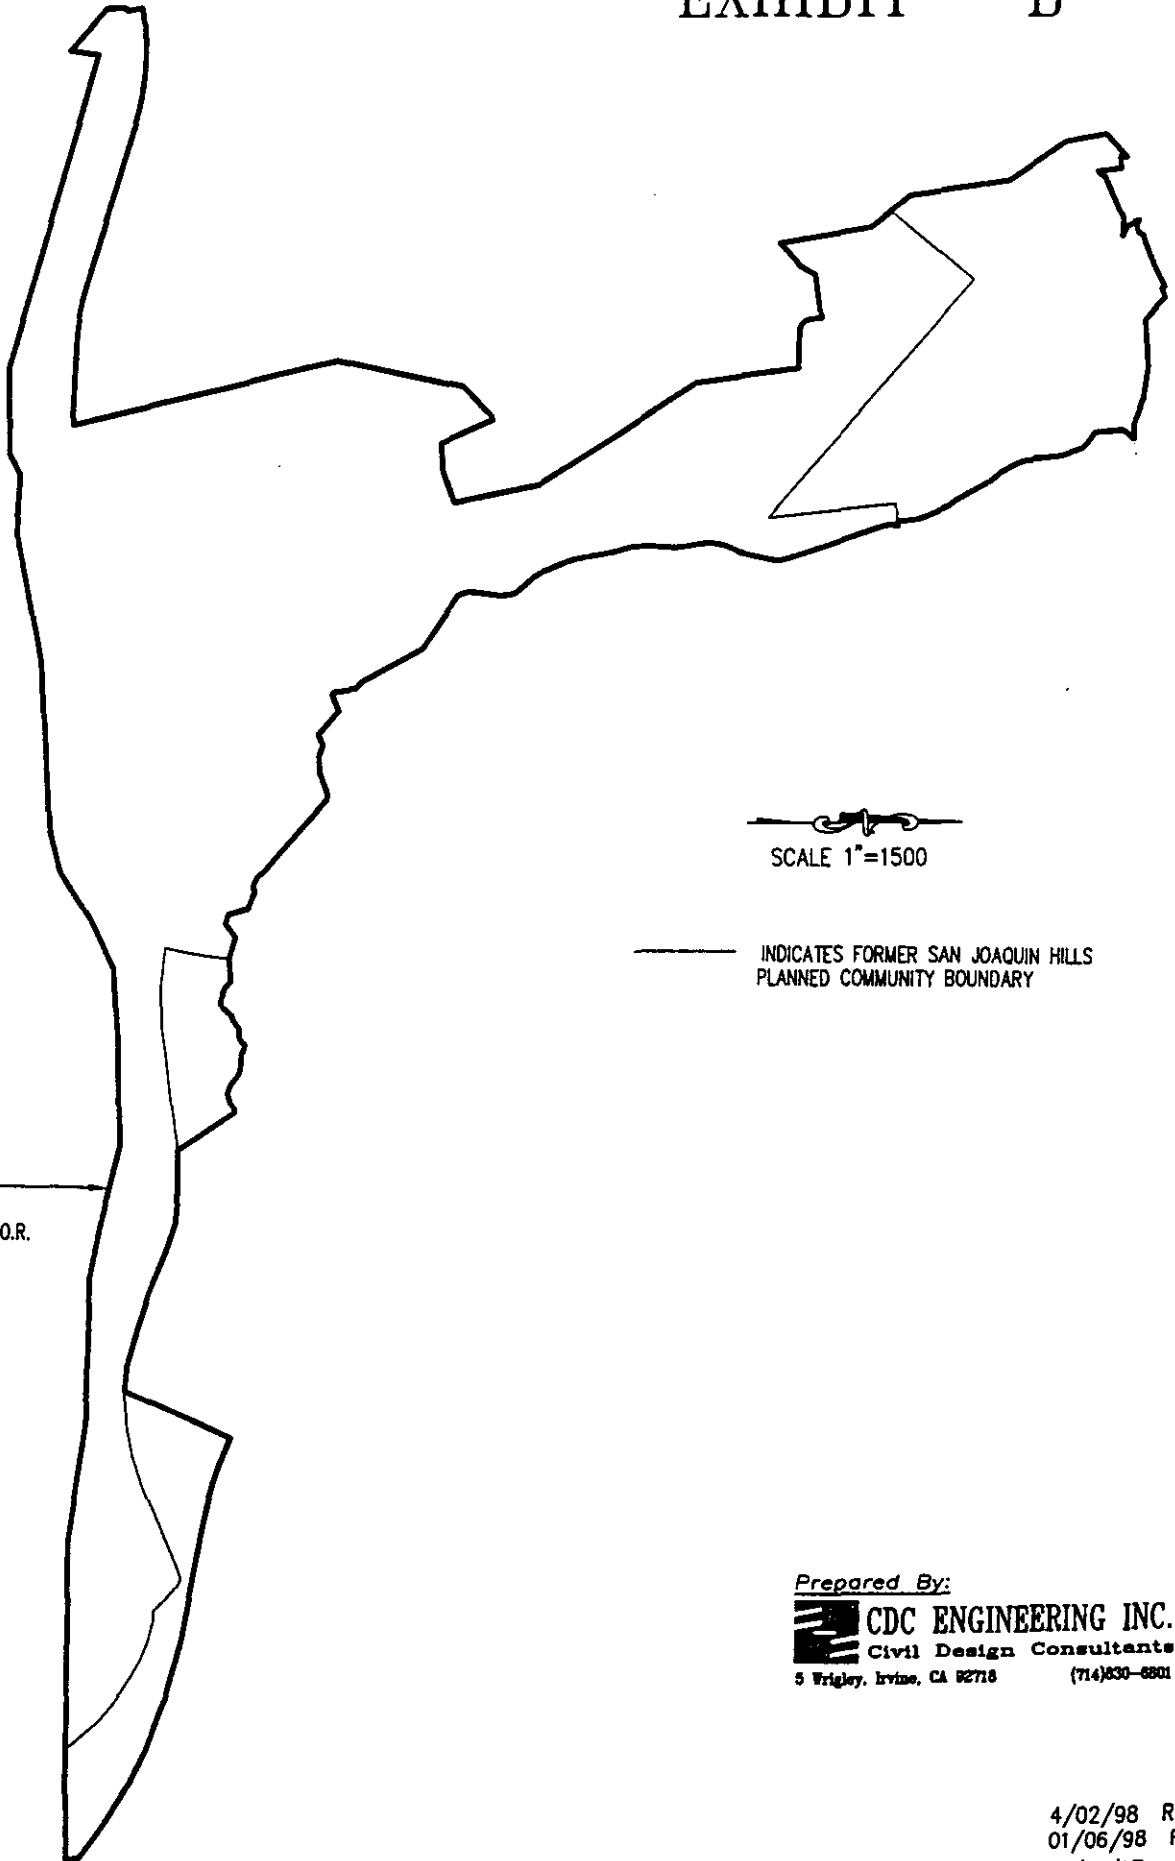 EXHIBIT
SCALE 1"=1500
INDICATES FORMER SAN JOAQUIN HILLS
PLANNED COMMUNITY BOUNDARY
O.R.
Prepared By:
CDC ENGINEERING INC.
Civil Design Consultants
5 Wrigley, Irvine, CA 92718 (714)830-6801
4/02/98 R
01/06/98